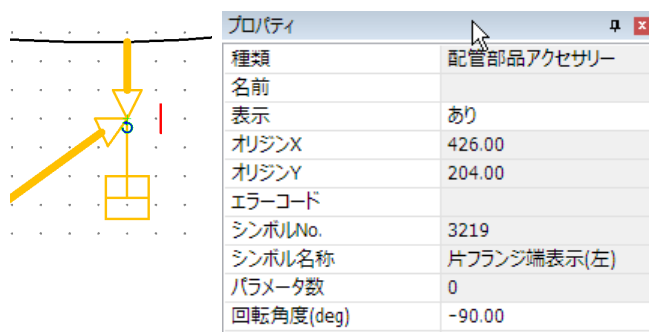 プロパティ
種類 配管部品アクセサリー
名前
表示 あり
オリジンX 426.00
オリジンY 204.00
エラーコード
シンボルNo. 3219
シンボル名称 片フランジ端表示(左)
パラメータ数 0
回転角度(deg) -90.00